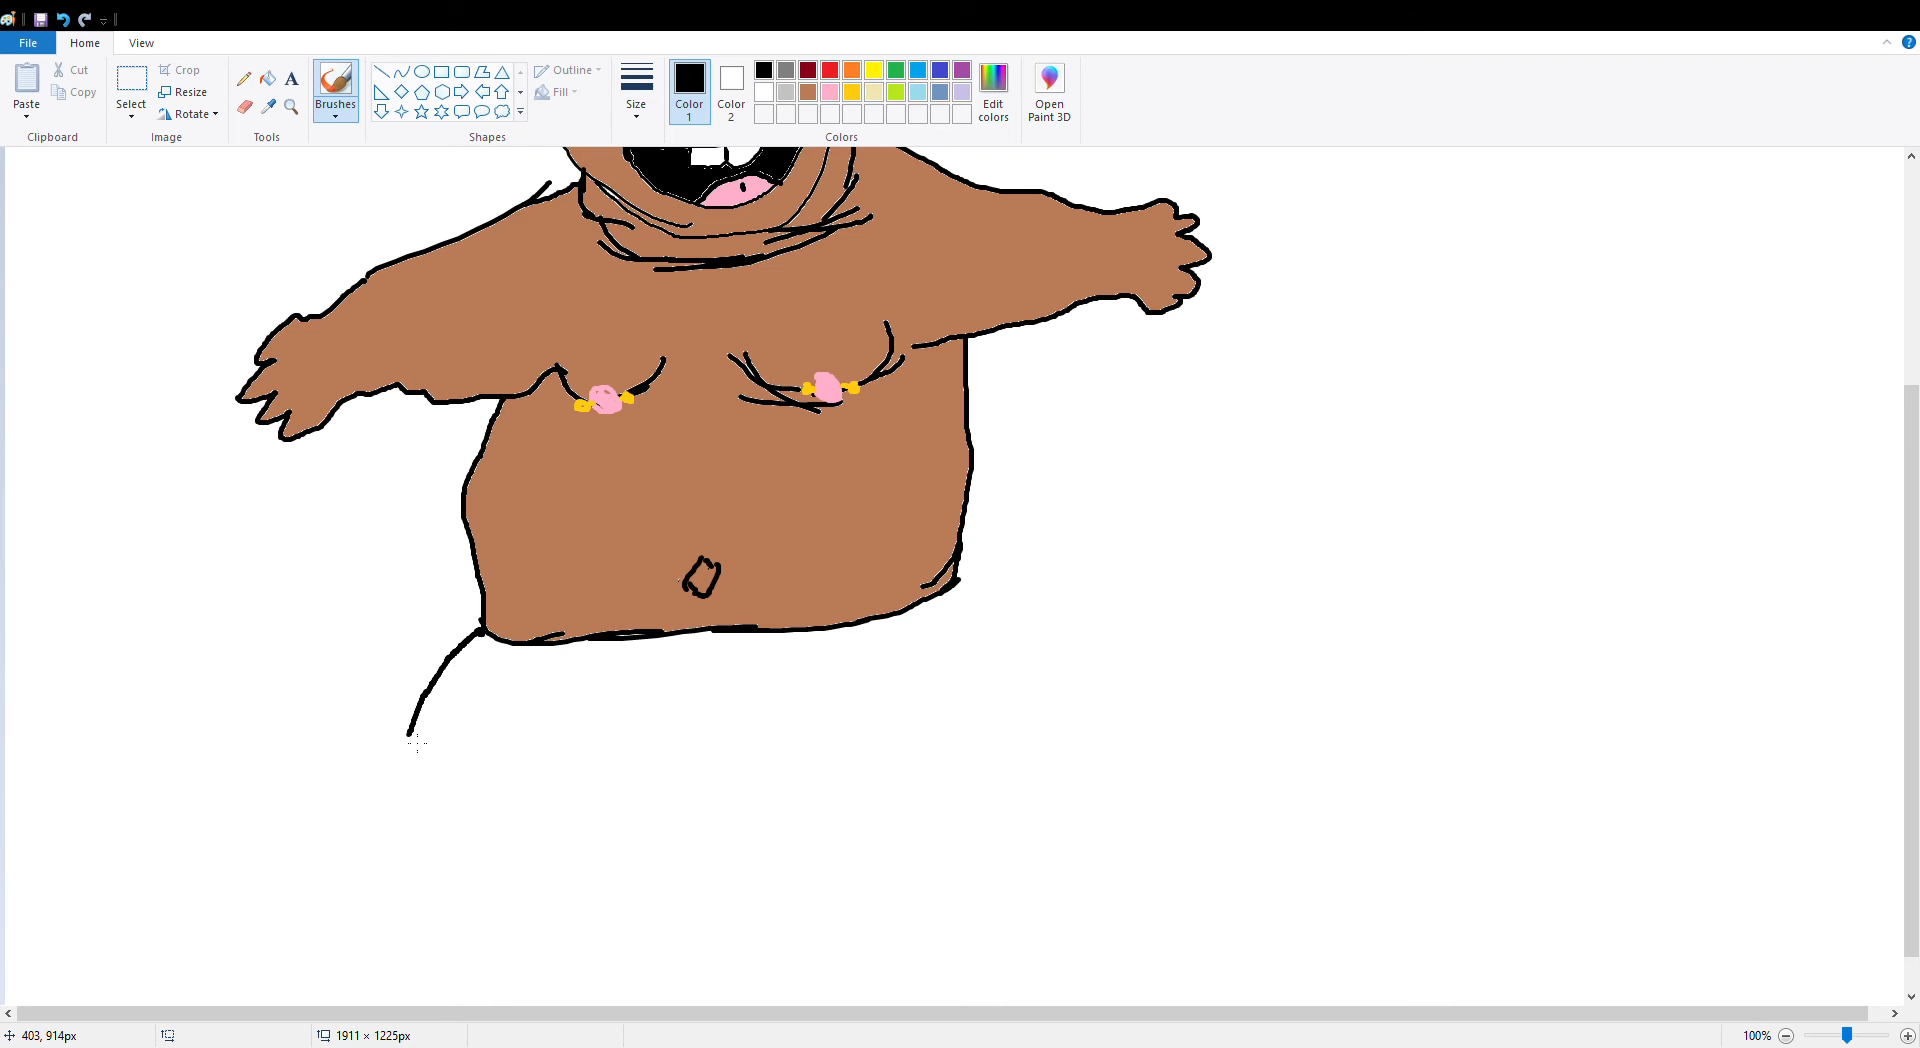 File Home View ?
Paste Cut Copy Clipboard
Select Crop Resize Rotate Image
A Tools
Brushes
Outline Fill Shapes
Size
Color 1 Color 2 Edit colors Colors
Open Paint 3D
403, 914px 1911 × 1225px 100%